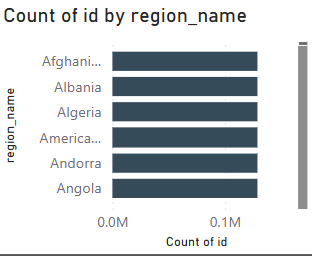 Count of id by region_name
region_name
Afghani...
Albania
Algeria
America...
Andorra
Angola
0.0M 0.1M
Count of id